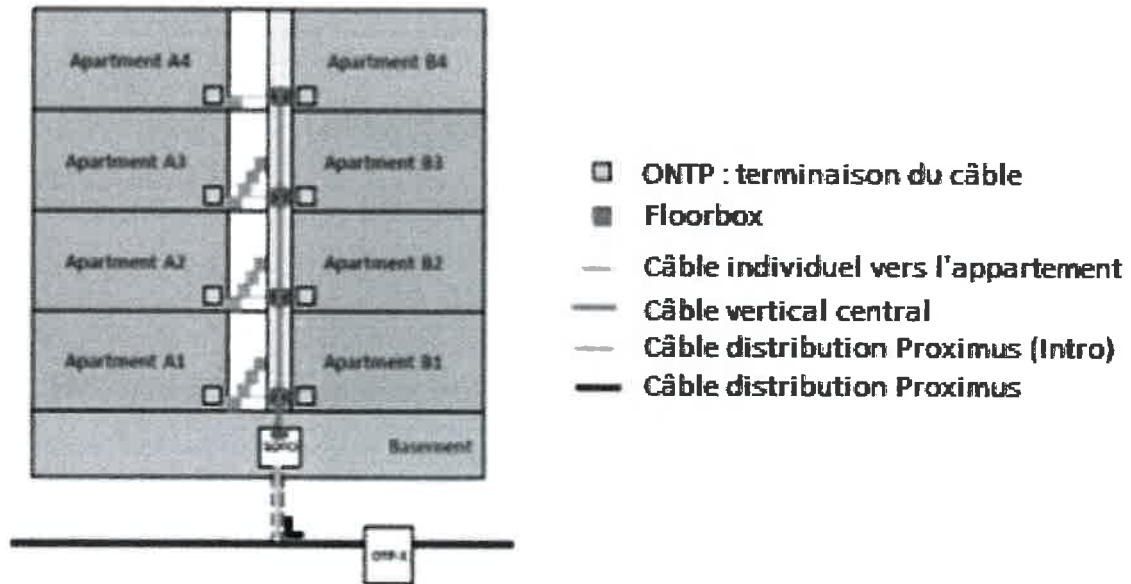 Apartment A4
Apartment B4
Apartment A3
Apartment B3
Apartment A2
Apartment B2
Apartment A1
Apartment B1
Basement
OTP-X
ONTP : terminaison du câble
Floorbox
Câble individuel vers l'appartement
Câble vertical central
Câble distribution Proximus (Intro)
Câble distribution Proximus